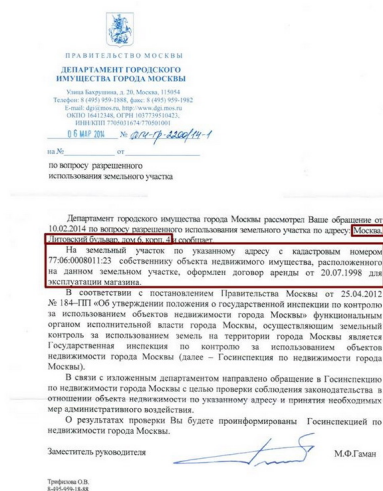 ПРАВИТЕЛЬСТВО МОСКВЫ
ДЕПАРТАМЕНТ ГОРОДСКОГО
ИМУЩЕСТВА ГОРОДА МОСКВЫ
Улица Бахрушина, д. 20, Москва, 115054
Телефон: 8 (495) 959-1888, факс: 8 (495) 959-1982
E-mail: dgi@mos.ru, http://www.dgi.mos.ru
ОКПО 16412348, ОГРН 1037739510423,
ИНН/КПП 7705031674/770501001
06 МАР 2014 №
на № от
по вопросу разрешенного
использования земельного участка
Департамент городского имущества города Москвы рассмотрел Ваше обращение от
10.02.2014 по вопросу разрешенного использования земельного участка по адресу: Москва,
Литовский бульвар, дом 6, корп. 4 и сообщает.
На земельный участок по указанному адресу с кадастровым номером
77:06:0008011:23 собственнику объекта недвижимого имущества, расположенного
на данном земельном участке, оформлен договор аренды от 20.07.1998 для
эксплуатации магазина.
В соответствии с постановлением Правительства Москвы от 25.04.2012
№ 184–ПП «Об утверждении положения о государственной инспекции по контролю
за использованием объектов недвижимости города Москвы» функциональным
органом исполнительной власти города Москвы, осуществляющим земельный
контроль за использованием земель на территории города Москвы является
Государственная инспекция по контролю за использованием объектов
недвижимости города Москвы (далее – Госинспекция по недвижимости города
Москвы).
В связи с изложенным департаментом направлено обращение в Госинспекцию
по недвижимости города Москвы с целью проверки соблюдения законодательства в
отношении объекта недвижимости по указанному адресу и принятия необходимых
мер административного воздействия.
О результатах проверки Вы будете проинформированы Госинспекцией по
недвижимости города Москвы.
Заместитель руководителя М.Ф.Гаман
Трифилова О.В.
8-495-959-18-88